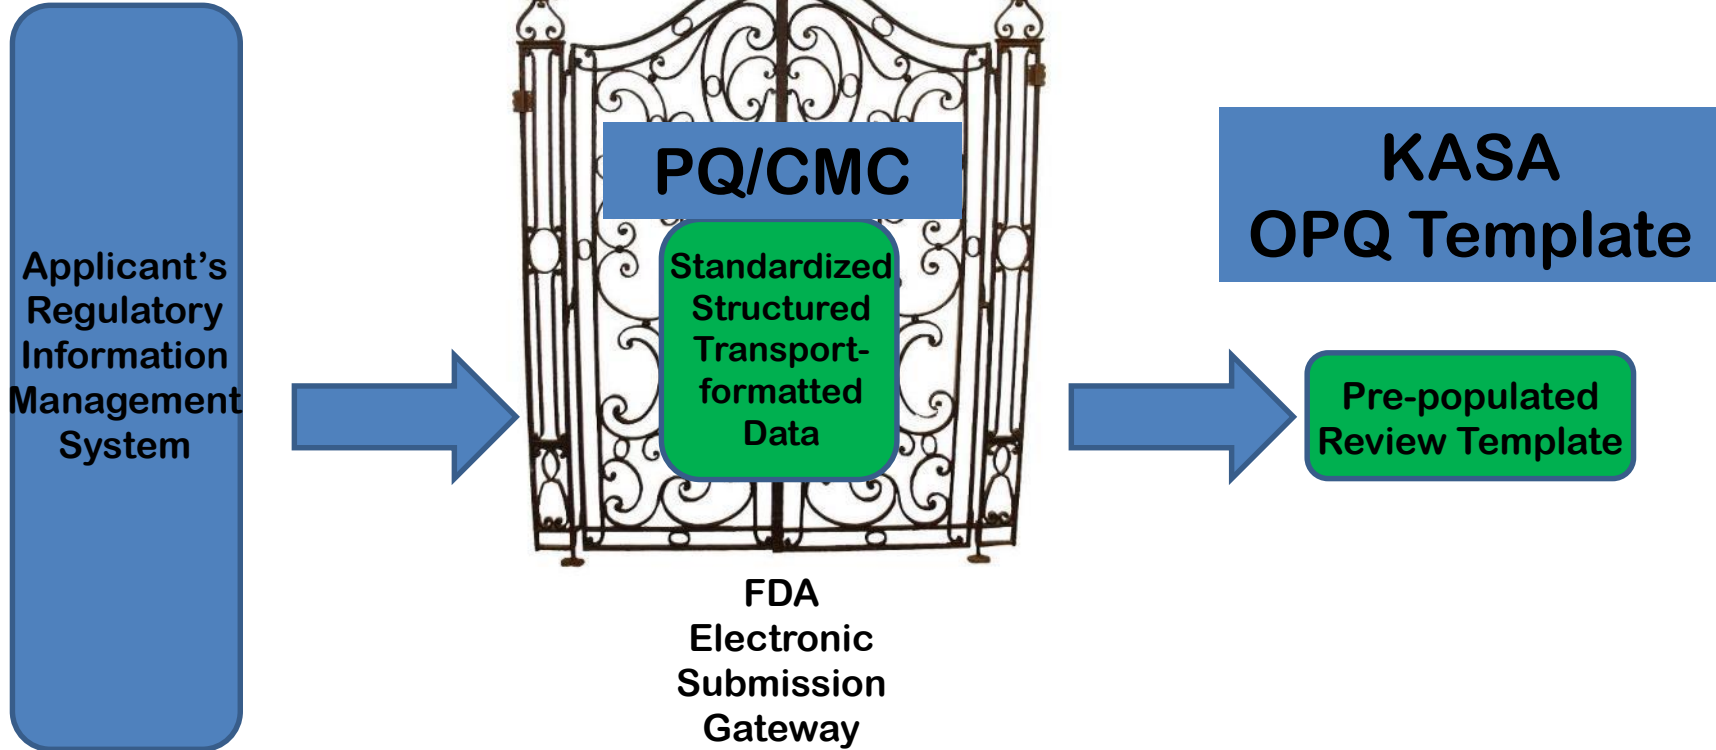 Applicant's
Regulatory
Information
Management
System
PQ/CMC
Standardized
Structured
Transport-
formatted
Data
FDA
Electronic
Submission
Gateway
KASA
OPQ Template
Pre-populated
Review Template